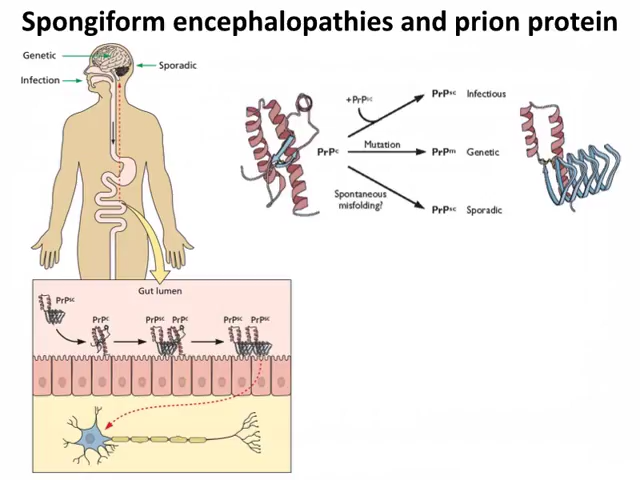 Spongiform encephalopathies and prion protein
Genetic
Sporadic
Infection
+PrPsc
PrPsc Infectious
PrPc
Mutation
PrPm Genetic
Spontaneous
misfolding?
PrPsc Sporadic
Gut lumen
PrPsc
PrPc
PrPsc PrPc
PrPsc PrPsc